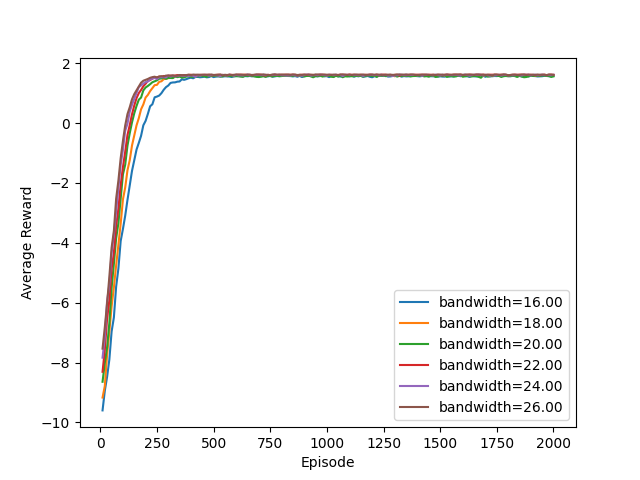 2
0
−2
−4
−6
−8
−10
Average Reward
bandwidth=16.00
bandwidth=18.00
bandwidth=20.00
bandwidth=22.00
bandwidth=24.00
bandwidth=26.00
0 250 500 750 1000 1250 1500 1750 2000
Episode